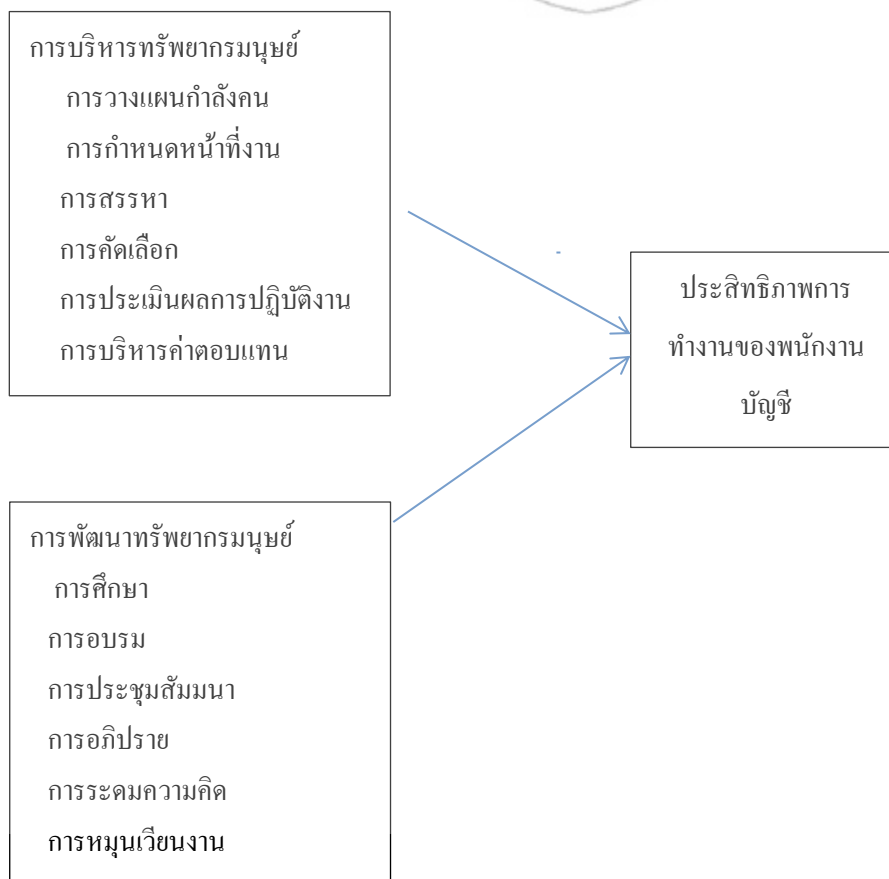 การบริหารทรัพยากรมนุษย์
การวางแผนกำลังคน
การกำหนดหน้าที่งาน
การสรรหา
การคัดเลือก
การประเมินผลการปฏิบัติงาน
การบริหารค่าตอบแทน
ประสิทธิภาพการ
ทำงานของพนักงาน
บัญชี
การพัฒนาทรัพยากรมนุษย์
การศึกษา
การอบรม
การประชุมสัมมนา
การอภิปราย
การระดมความคิด
การหมุนเวียนงาน